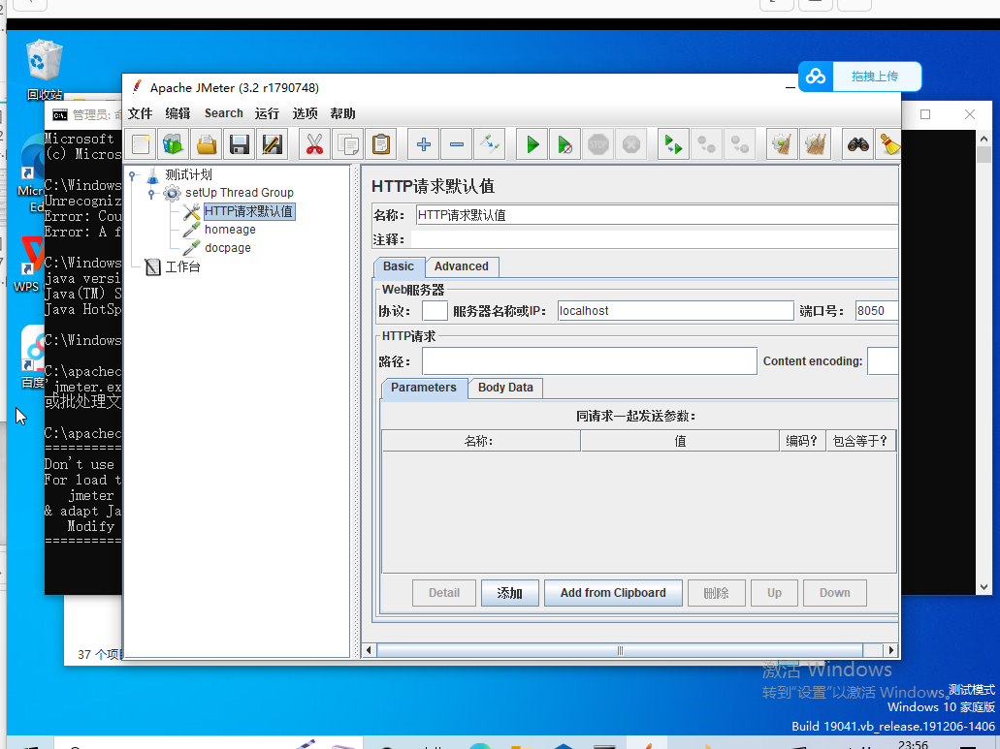 回收站
管理员: 命
Apache JMeter (3.2 r1790748)
拖拽上传
文件 编辑 Search 运行 选项 帮助
STOP
Microsoft
(c) Micros
C:\Windows
Unrecogniz
Error: Cou
Error: A f
C:\Windows
java versi
Java(TM) S
Java HotSp
C:\Windows
C:\apachec
'jmeter.ex
或批处理文
C:\apachec
Don't use
For load t
jmeter
& adapt Ja
Modify
Micr
Ed
WPS
百度
测试计划
setUp Thread Group
HTTP请求默认值
homeage
docpage
工作台
HTTP请求默认值
名称: HTTP请求默认值
注释:
Basic Advanced
Web服务器
协议: 服务器名称或IP: localhost 端口号: 8050
HTTP请求
路径: Content encoding:
Parameters Body Data
同请求一起发送参数:
名称: 值 编码? 包含等于?
Detail 添加 Add from Clipboard 删除 Up Down
37 个项
激活 Windows
转到"设置"以激活 Windows。
测试模式
Windows 10 家庭版
Build 19041.vb_release.191206-1406
23:56